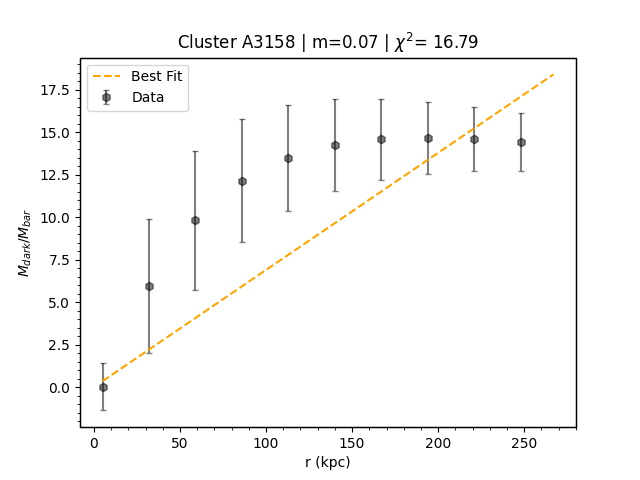 Cluster A3158 | m=0.07 | χ²= 16.79
Best Fit
Data
17.5
15.0
12.5
10.0
7.5
5.0
2.5
0.0
M_dark/M_bar
0 50 100 150 200 250
r (kpc)